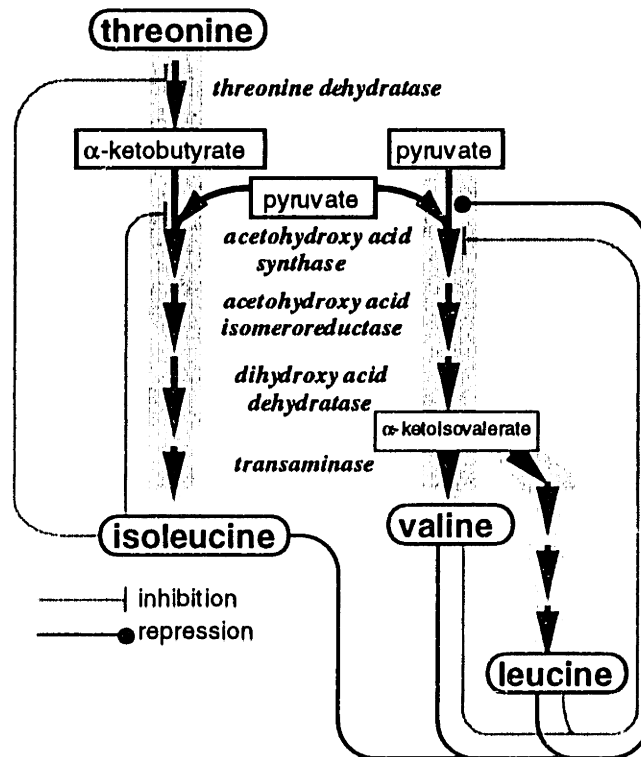 threonine
threonine dehydratase
α-ketobutyrate
pyruvate
pyruvate
acetohydroxy acid
synthase
acetohydroxy acid
isomeroreductase
dihydroxy acid
dehydratase
α-ketoisovalerate
transaminase
isoleucine
valine
inhibition
repression
leucine